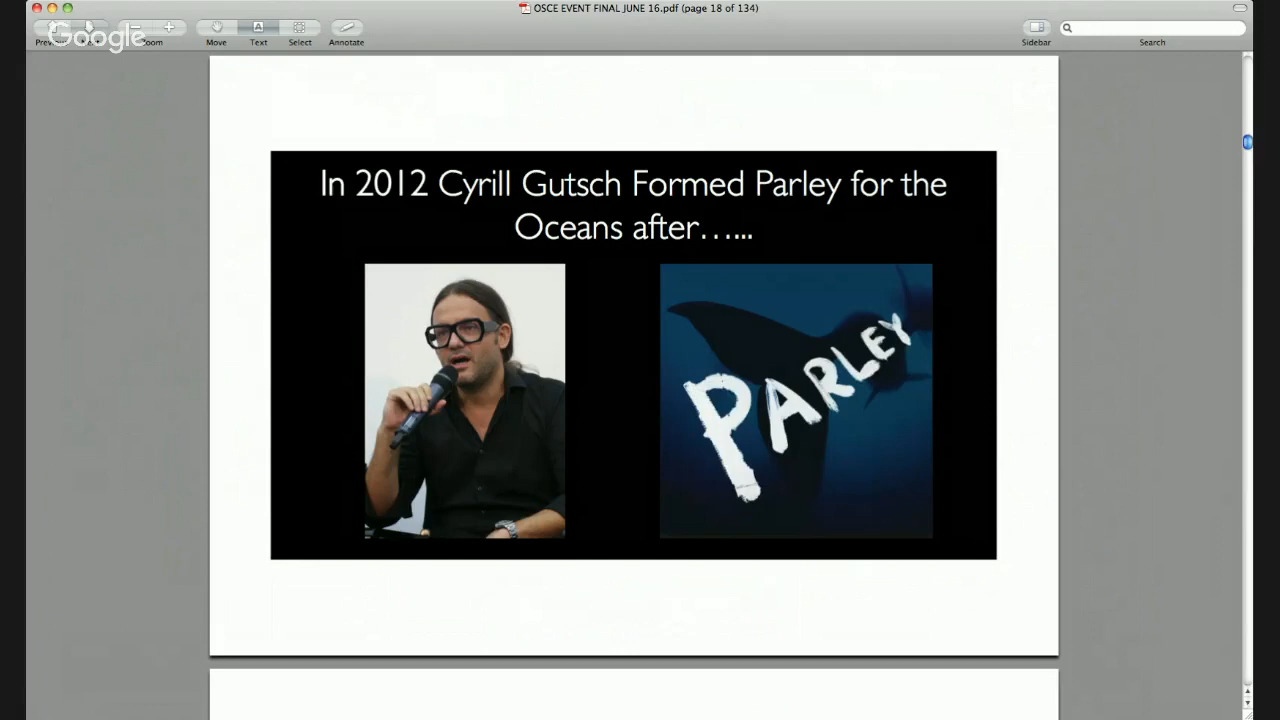 OSCE EVENT FINAL JUNE 16.pdf (page 18 of 134)
Google
Zoom
Move
Text
Select
Annotate
Sidebar
Search
In 2012 Cyrill Gutsch Formed Parley for the
Oceans after…...
PARLEY